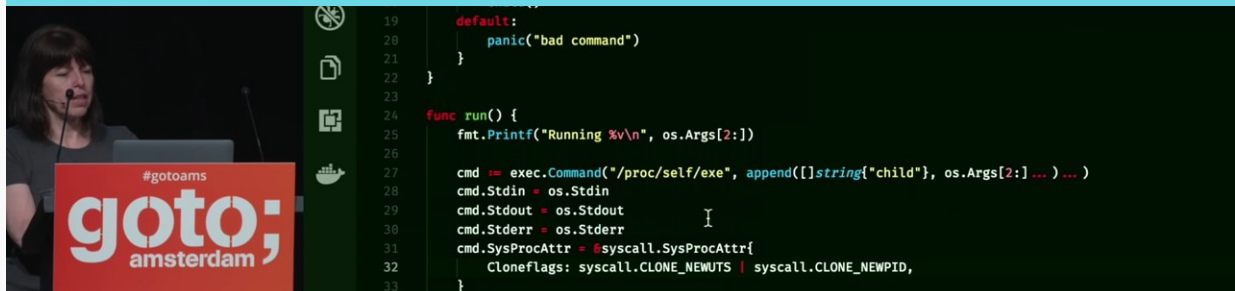 #gotoams
goto;
amsterdam
19 default:
20 panic("bad command")
21 }
22 }
23
24 func run() {
25 fmt.Printf("Running %v\n", os.Args[2:])
26
27 cmd := exec.Command("/proc/self/exe", append([]string{"child"}, os.Args[2:]...)...)
28 cmd.Stdin = os.Stdin
29 cmd.Stdout = os.Stdout
30 cmd.Stderr = os.Stderr
31 cmd.SysProcAttr = &syscall.SysProcAttr{
32 Cloneflags: syscall.CLONE_NEWUTS | syscall.CLONE_NEWPID,
33 }